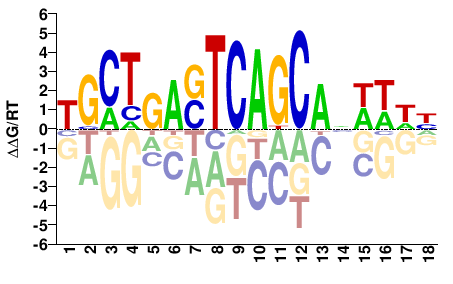 ΔΔG/RT
6
5
4
3
2
1
0
-1
-2
-3
-4
-5
-6
T G C T G A G T C A G C A T T T T
A C C A A A C
A
G T T A G T A C G A G T A A C C G G G
A C C A A G T C C G C G
G T
1 2 3 4 5 6 7 8 9 10 11 12 13 14 15 16 17 18